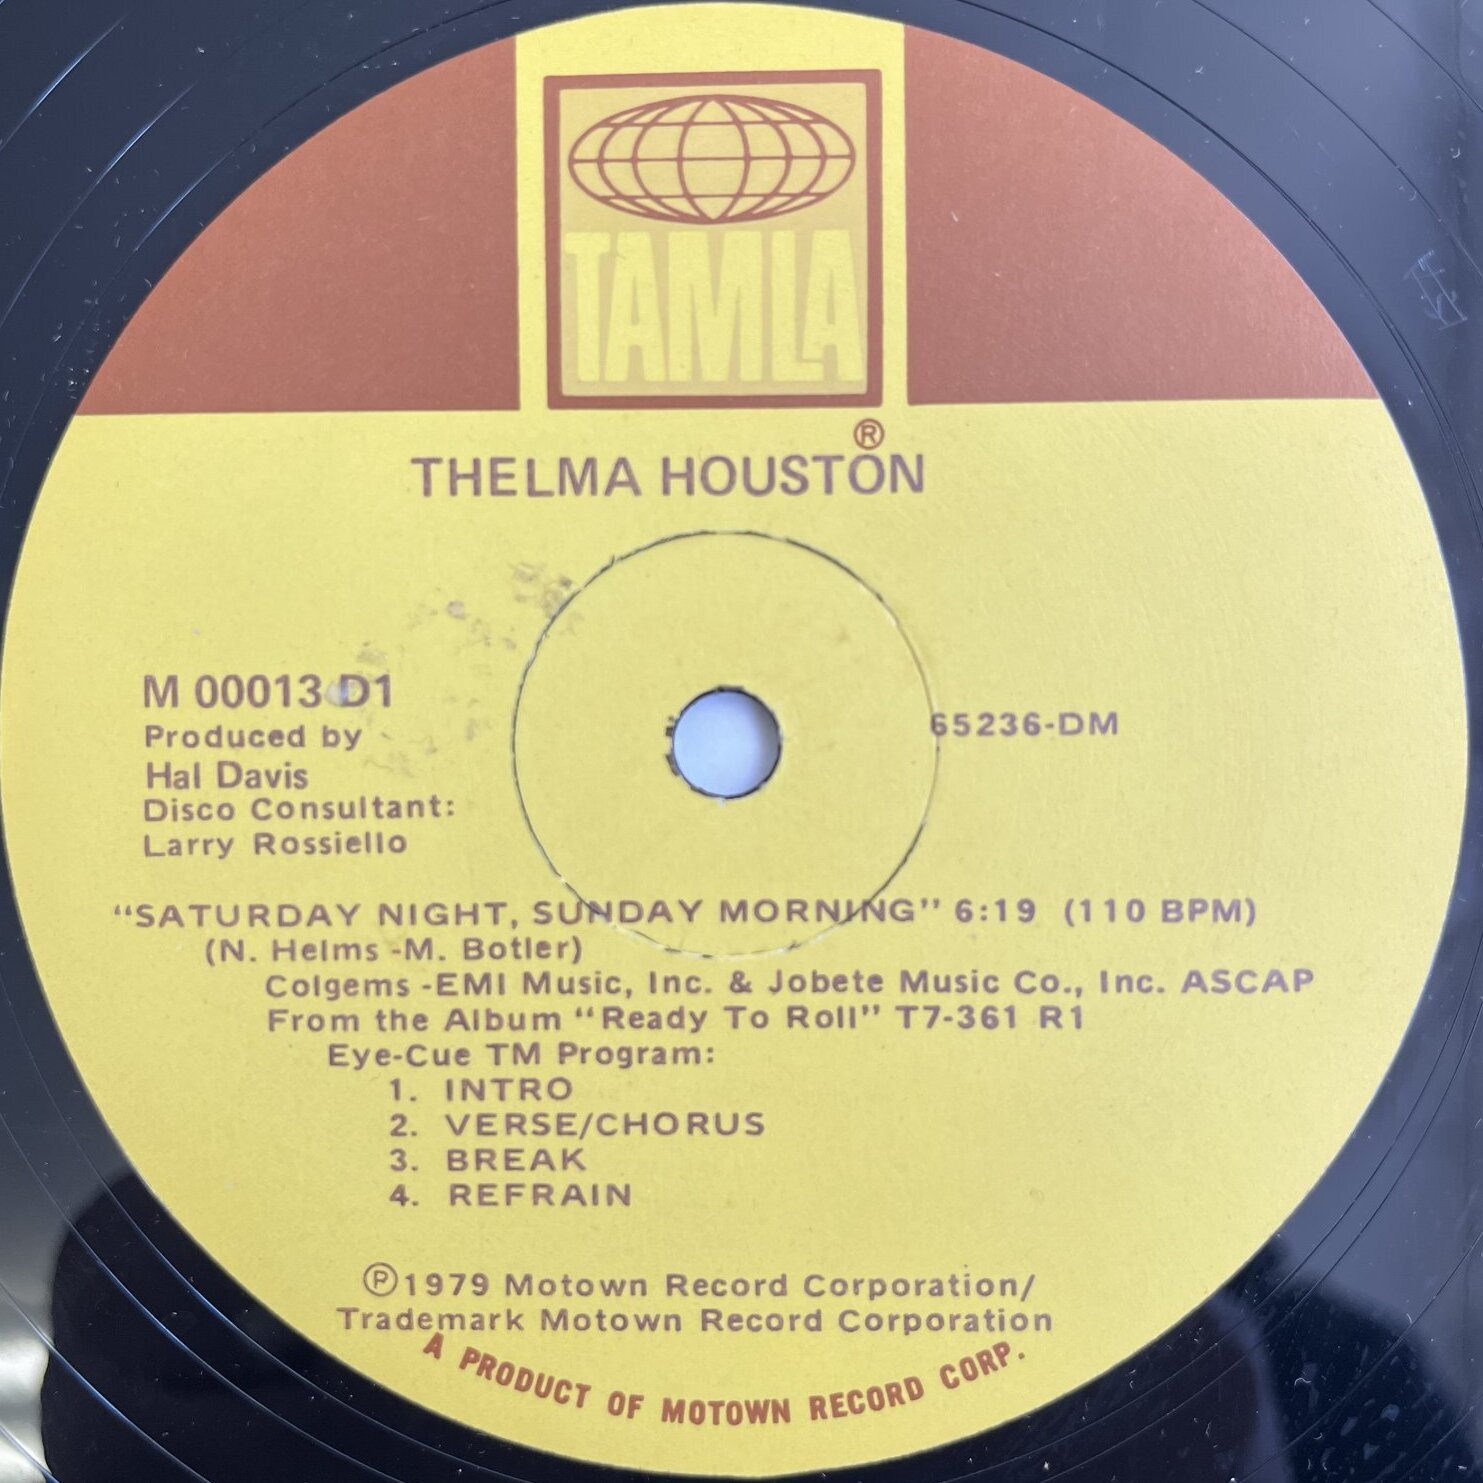 TAMLA
®
THELMA HOUSTON
M 00013 D1
65236-DM
Produced by
Hal Davis
Disco Consultant:
Larry Rossiello
“SATURDAY NIGHT, SUNDAY MORNING” 6:19 (110 BPM)
(N. Helms -M. Botler)
Colgems -EMI Music, Inc. & Jobete Music Co., Inc. ASCAP
From the Album “Ready To Roll” T7-361 R1
Eye-Cue TM Program:
1. INTRO
2. VERSE/CHORUS
3. BREAK
4. REFRAIN
Ⓟ1979 Motown Record Corporation/
Trademark Motown Record Corporation
A PRODUCT OF MOTOWN RECORD CORP.